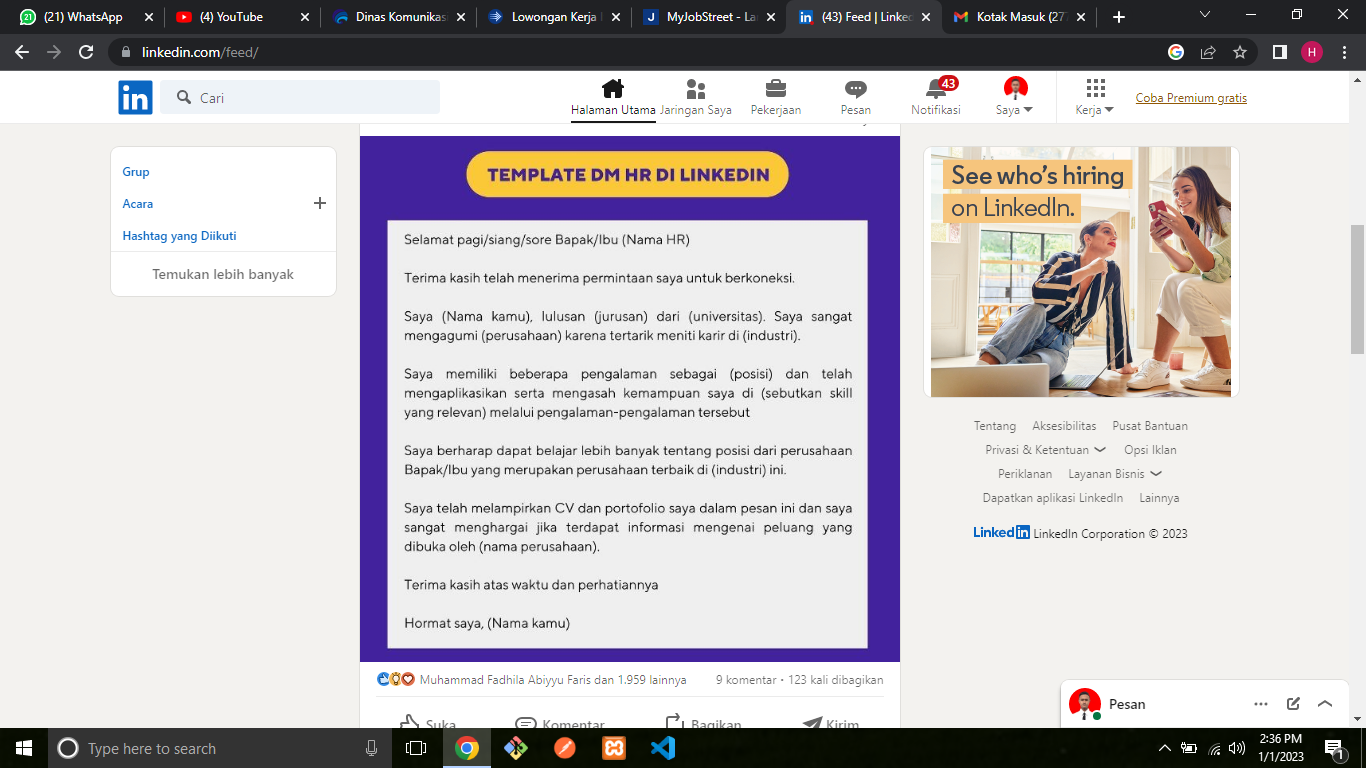 (21) WhatsApp
(4) YouTube
Dinas Komunikas
Lowongan Kerja
MyJobStreet - La
(43) Feed | Linked
Kotak Masuk (27
linkedin.com/feed/
H
in
Cari
Halaman Utama
Jaringan Saya
Pekerjaan
Pesan
43
Notifikasi
Saya
Kerja
Coba Premium gratis
Grup
Acara
Hashtag yang Diikuti
Temukan lebih banyak
TEMPLATE DM HR DI LINKEDIN
Selamat pagi/siang/sore Bapak/Ibu (Nama HR)
Terima kasih telah menerima permintaan saya untuk berkoneksi.
Saya (Nama kamu), lulusan (jurusan) dari (universitas). Saya sangat
mengagumi (perusahaan) karena tertarik meniti karir di (industri).
Saya memiliki beberapa pengalaman sebagai (posisi) dan telah
mengaplikasikan serta mengasah kemampuan saya di (sebutkan skill
yang relevan) melalui pengalaman-pengalaman tersebut
Saya berharap dapat belajar lebih banyak tentang posisi dari perusahaan
Bapak/Ibu yang merupakan perusahaan terbaik di (industri) ini.
Saya telah melampirkan CV dan portofolio saya dalam pesan ini dan saya
sangat menghargai jika terdapat informasi mengenai peluang yang
dibuka oleh (nama perusahaan).
Terima kasih atas waktu dan perhatiannya
Hormat saya, (Nama kamu)
Muhammad Fadhila Abiyyu Faris dan 1.959 lainnya
9 komentar • 123 kali dibagikan
Suka
Komentar
Bagikan
Kirim
See who's hiring
on LinkedIn.
Tentang
Aksesibilitas
Pusat Bantuan
Privasi & Ketentuan
Opsi Iklan
Periklanan
Layanan Bisnis
Dapatkan aplikasi LinkedIn
Lainnya
Linked in LinkedIn Corporation © 2023
Pesan
Type here to search
2:36 PM
1/1/2023
1